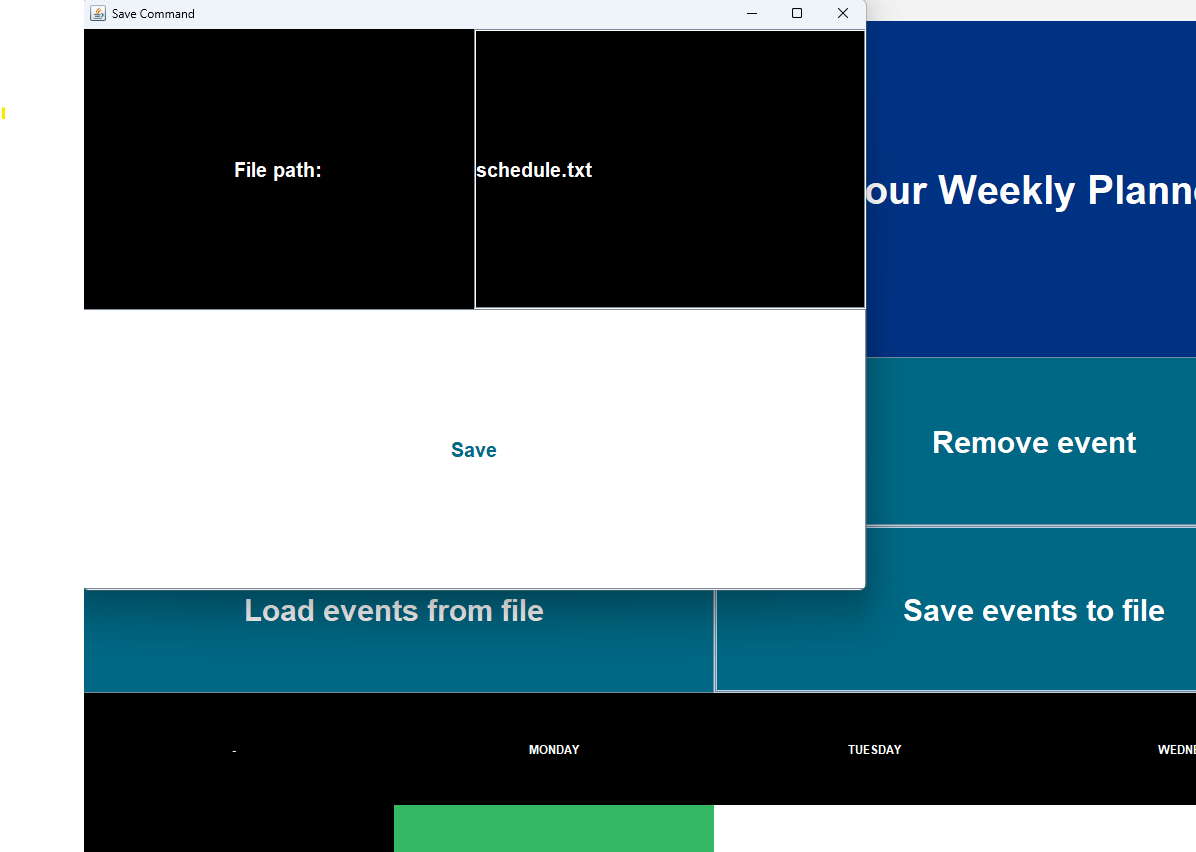 Save Command
File path:
schedule.txt
Save
our Weekly Planne
Remove event
Load events from file
Save events to file
-
MONDAY
TUESDAY
WEDNE